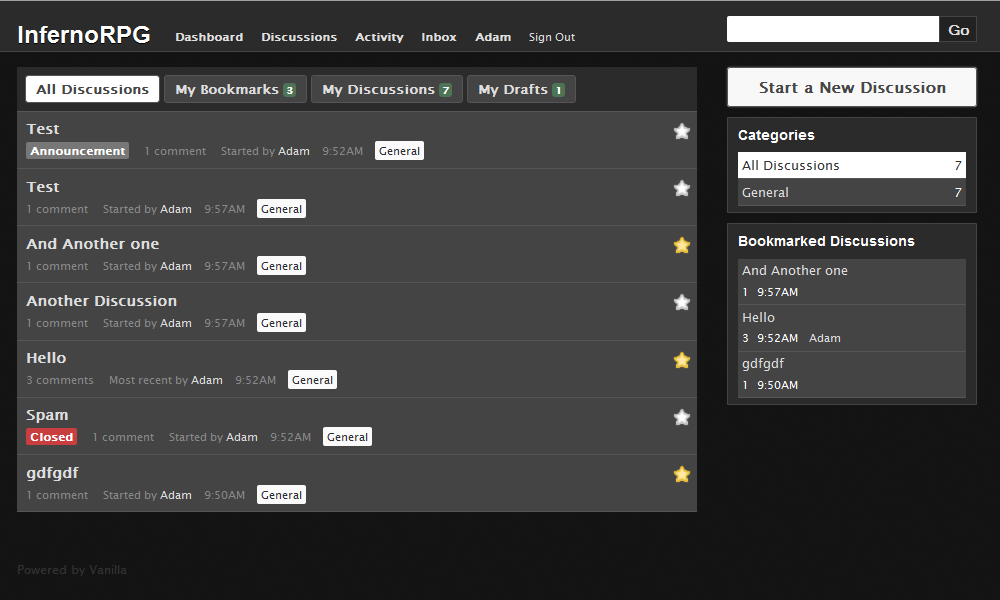 InfernoRPG Dashboard Discussions Activity Inbox Adam Sign Out Go
All Discussions My Bookmarks 3 My Discussions 7 My Drafts 1
Test
Announcement 1 comment Started by Adam 9:52AM General
Test
1 comment Started by Adam 9:57AM General
And Another one
1 comment Started by Adam 9:57AM General
Another Discussion
1 comment Started by Adam 9:57AM General
Hello
3 comments Most recent by Adam 9:52AM General
Spam
Closed 1 comment Started by Adam 9:52AM General
gdfgdf
1 comment Started by Adam 9:50AM General
Start a New Discussion
Categories
All Discussions 7
General 7
Bookmarked Discussions
And Another one
1 9:57AM
Hello
3 9:52AM Adam
gdfgdf
1 9:50AM
Powered by Vanilla